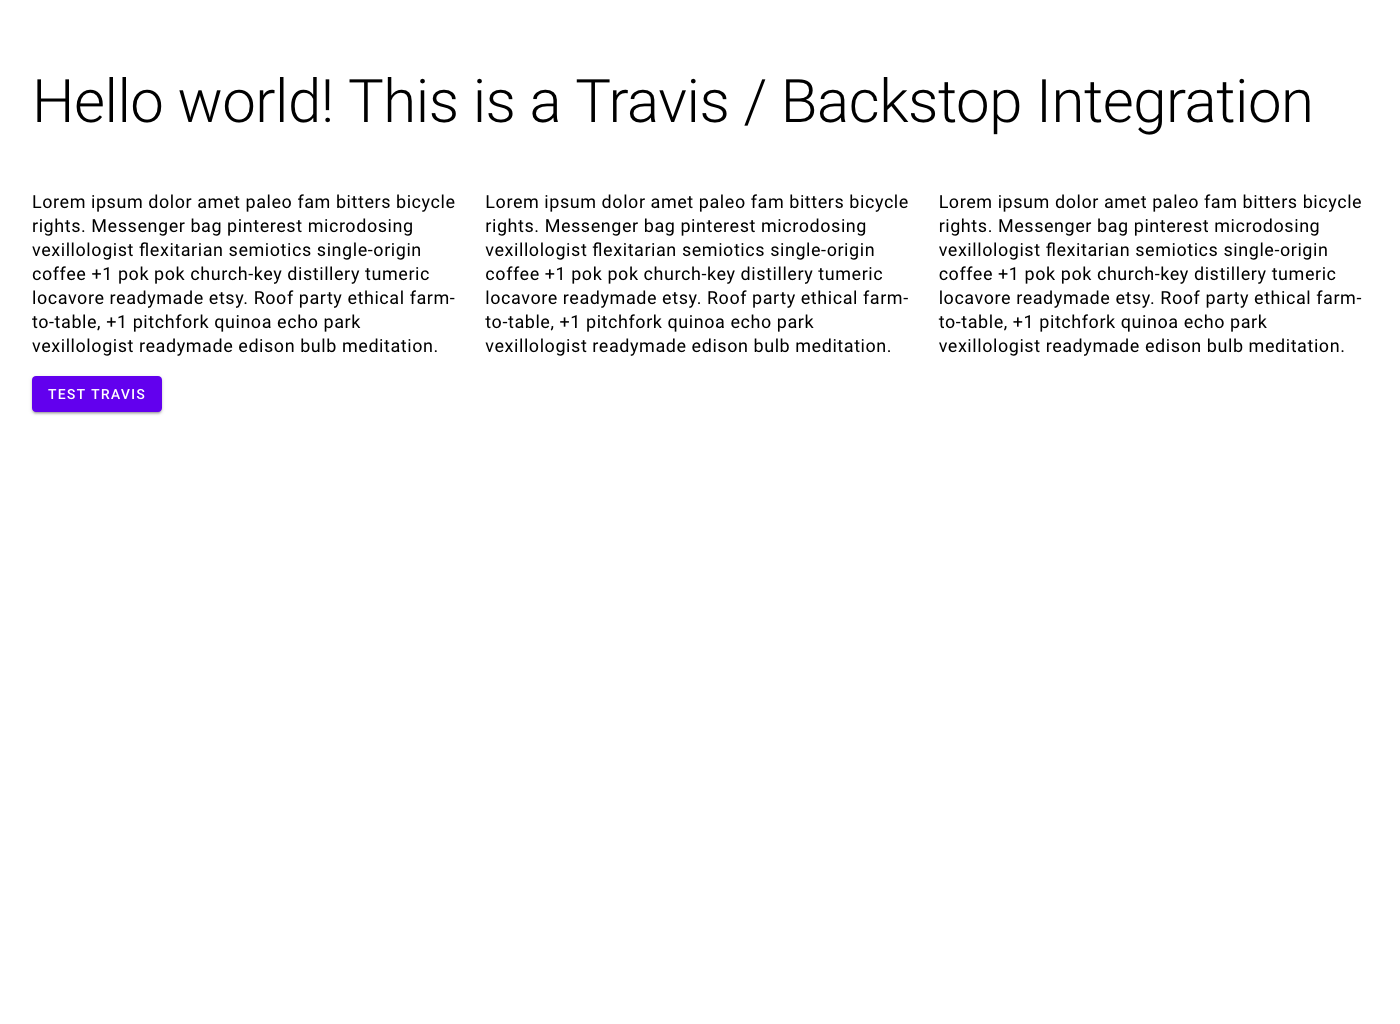 Hello world! This is a Travis / Backstop Integration
Lorem ipsum dolor amet paleo fam bitters bicycle
rights. Messenger bag pinterest microdosing
vexillologist flexitarian semiotics single-origin
coffee +1 pok pok church-key distillery tumeric
locavore readymade etsy. Roof party ethical farm-
to-table, +1 pitchfork quinoa echo park
vexillologist readymade edison bulb meditation.
Lorem ipsum dolor amet paleo fam bitters bicycle
rights. Messenger bag pinterest microdosing
vexillologist flexitarian semiotics single-origin
coffee +1 pok pok church-key distillery tumeric
locavore readymade etsy. Roof party ethical farm-
to-table, +1 pitchfork quinoa echo park
vexillologist readymade edison bulb meditation.
Lorem ipsum dolor amet paleo fam bitters bicycle
rights. Messenger bag pinterest microdosing
vexillologist flexitarian semiotics single-origin
coffee +1 pok pok church-key distillery tumeric
locavore readymade etsy. Roof party ethical farm-
to-table, +1 pitchfork quinoa echo park
vexillologist readymade edison bulb meditation.
TEST TRAVIS